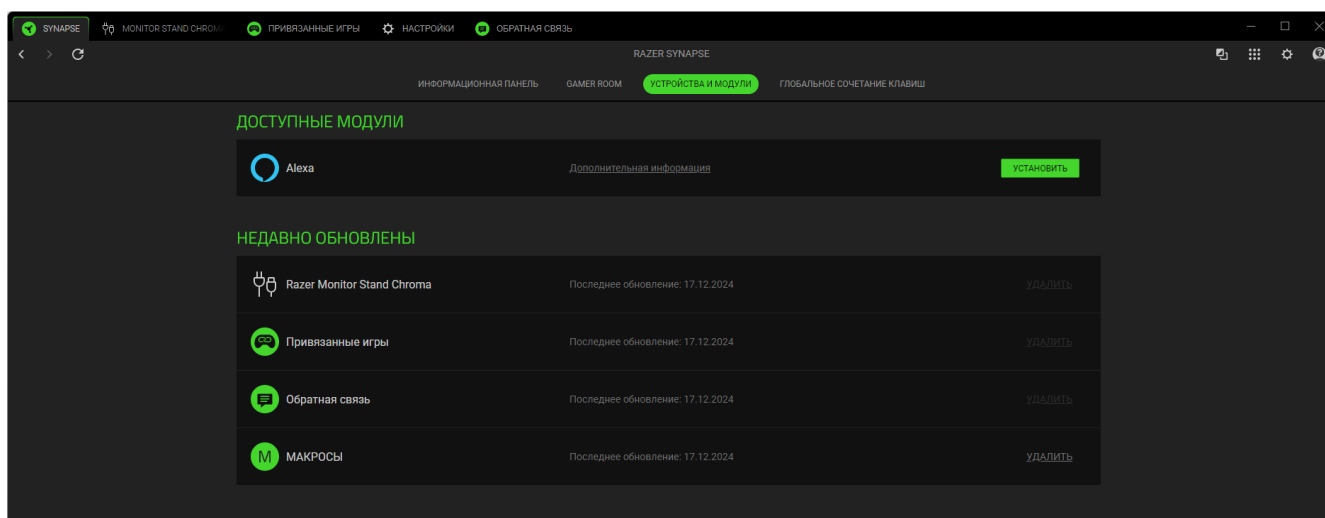 SYNAPSE MONITOR STAND CHROMA ПРИВЯЗАННЫЕ ИГРЫ НАСТРОЙКИ ОБРАТНАЯ СВЯЗЬ
RAZER SYNAPSE
ИНФОРМАЦИОННАЯ ПАНЕЛЬ GAMER ROOM УСТРОЙСТВА И МОДУЛИ ГЛОБАЛЬНОЕ СОЧЕТАНИЕ КЛАВИШ
ДОСТУПНЫЕ МОДУЛИ
Alexa Дополнительная информация УСТАНОВИТЬ
НЕДАВНО ОБНОВЛЕНЫ
Razer Monitor Stand Chroma Последнее обновление: 17.12.2024 УДАЛИТЬ
Привязанные игры Последнее обновление: 17.12.2024 УДАЛИТЬ
Обратная связь Последнее обновление: 17.12.2024 УДАЛИТЬ
M МАКРОСЫ Последнее обновление: 17.12.2024 УДАЛИТЬ